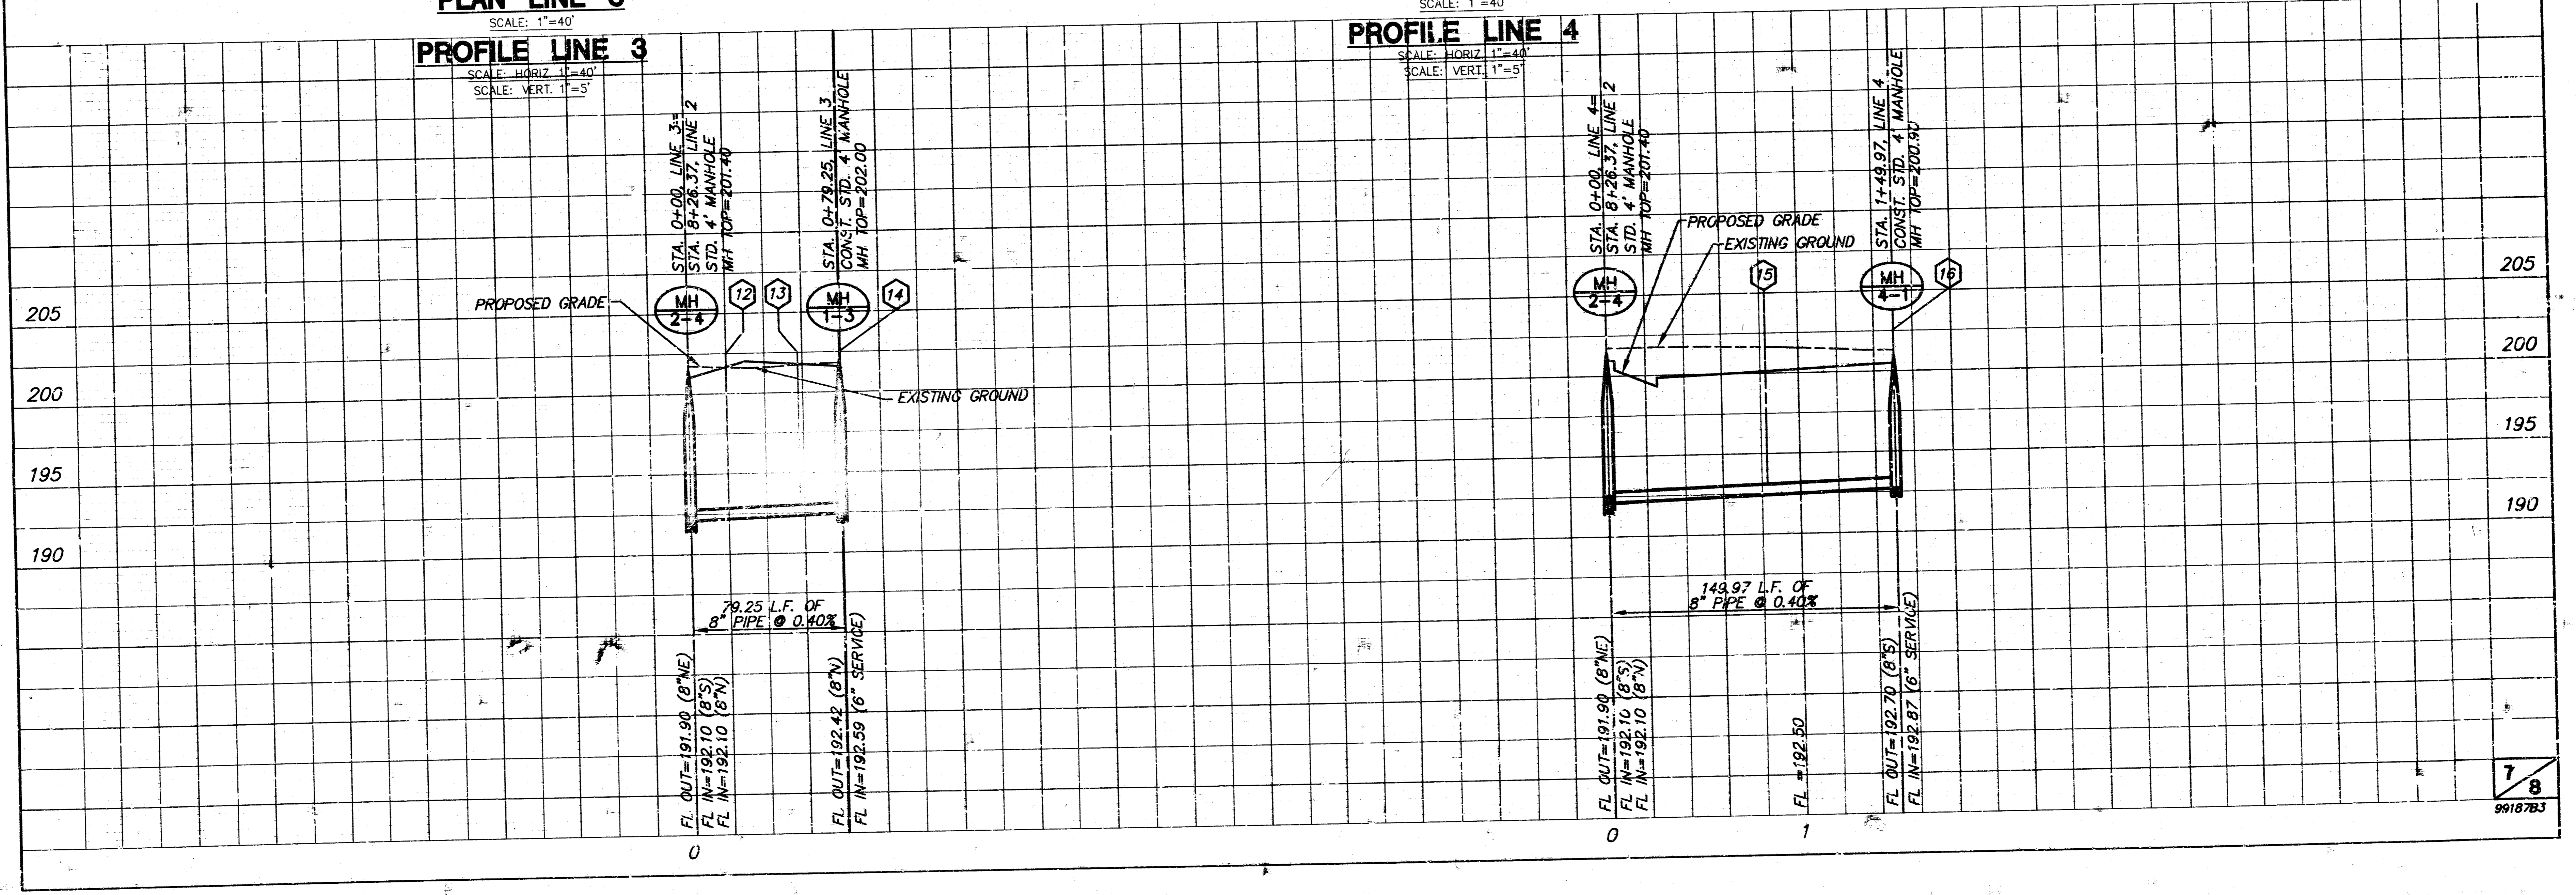 SCALE: 1"=40'
PROFILE LINE 3
SCALE: HORIZ. 1"=40'
SCALE: VERT. 1"=5'
STA. 0+00, LINE 3=
STA. 8+26.37, LINE 2
STD. 4' MANHOLE
MH TOP=201.40
STA. 0+79.25, LINE 3
CONST. STD. 4' MANHOLE
MH TOP=202.00
PROPOSED GRADE
MH
2-4
12
13
MH
1-3
14
EXISTING GROUND
205
200
195
190
79.25 L.F. OF
8" PIPE @ 0.40%
FL OUT=191.90 (8"NE)
FL IN=192.10 (8"S)
FL IN=192.10 (8"N)
FL OUT=192.42 (8"N)
FL IN=192.59 (6" SERVICE)
0
SCALE: 1"=40'
PROFILE LINE 4
SCALE: HORIZ. 1"=40'
SCALE: VERT. 1"=5'
STA. 0+00, LINE 4=
STA. 8+26.37, LINE 2
STD. 4' MANHOLE
MH TOP=201.40
STA. 1+49.97, LINE 4
CONST. STD. 4' MANHOLE
MH TOP=200.90
PROPOSED GRADE
EXISTING GROUND
MH
2-4
15
MH
4-1
16
205
200
195
190
149.97 L.F. OF
8" PIPE @ 0.40%
FL OUT=191.90 (8"NE)
FL IN=192.10 (8"S)
FL IN=192.10 (8"N)
FL =192.50
FL OUT=192.70 (8"S)
FL IN=192.87 (6" SERVICE)
0
1
7/8
99187B3